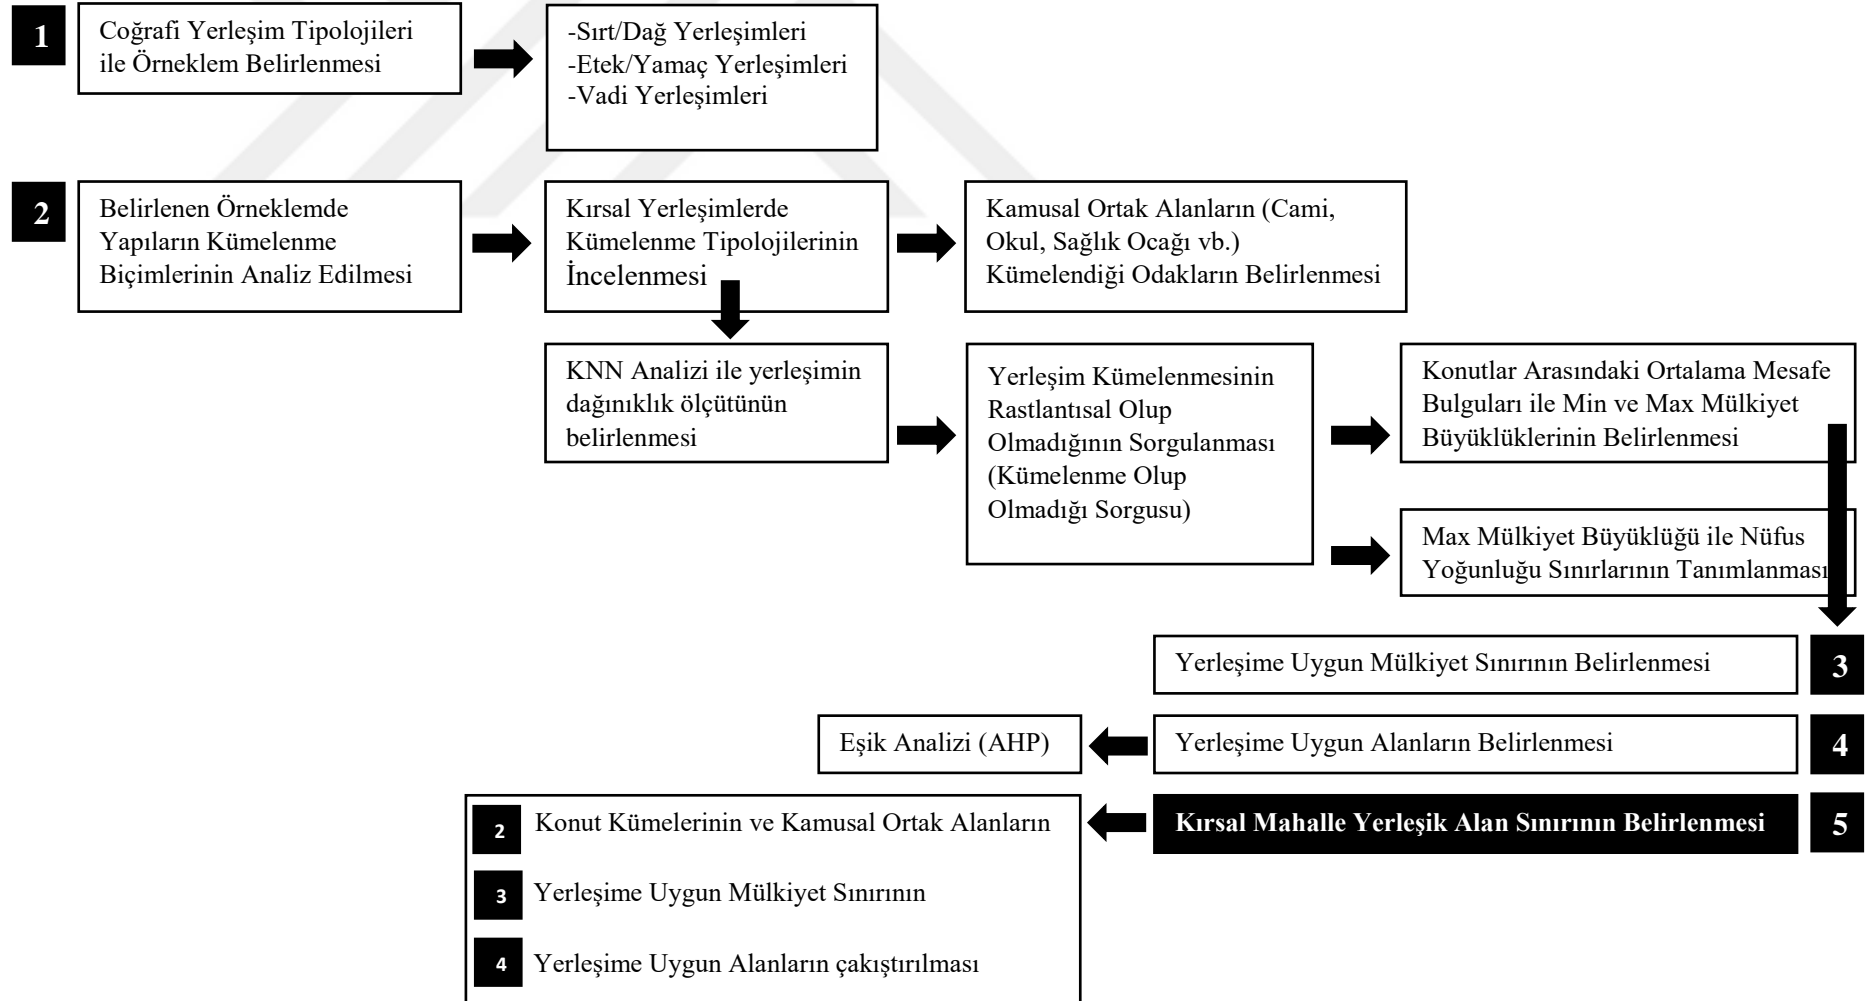 1
Coğrafi Yerleşim Tipolojileri
ile Örneklem Belirlenmesi
-Sırt/Dağ Yerleşimleri
-Etek/Yamaç Yerleşimleri
-Vadi Yerleşimleri
2
Belirlenen Örneklemde
Yapıların Kümelenme
Biçimlerinin Analiz Edilmesi
Kırsal Yerleşimlerde
Kümelenme Tipolojilerinin
İncelenmesi
Kamusal Ortak Alanların (Cami,
Okul, Sağlık Ocağı vb.)
Kümelendiği Odakların Belirlenmesi
KNN Analizi ile yerleşimin
dağınıklık ölçütünün
belirlenmesi
Yerleşim Kümelenmesinin
Rastlantısal Olup
Olmadığının Sorgulanması
(Kümelenme Olup
Olmadığı Sorgusu)
Konutlar Arasındaki Ortalama Mesafe
Bulguları ile Min ve Max Mülkiyet
Büyüklüklerinin Belirlenmesi
Max Mülkiyet Büyüklüğü ile Nüfus
Yoğunluğu Sınırlarının Tanımlanması
Yerleşime Uygun Mülkiyet Sınırının Belirlenmesi
3
Eşik Analizi (AHP)
Yerleşime Uygun Alanların Belirlenmesi
4
Kırsal Mahalle Yerleşik Alan Sınırının Belirlenmesi
5
2 Konut Kümelerinin ve Kamusal Ortak Alanların
3 Yerleşime Uygun Mülkiyet Sınırının
4 Yerleşime Uygun Alanların çakıştırılması